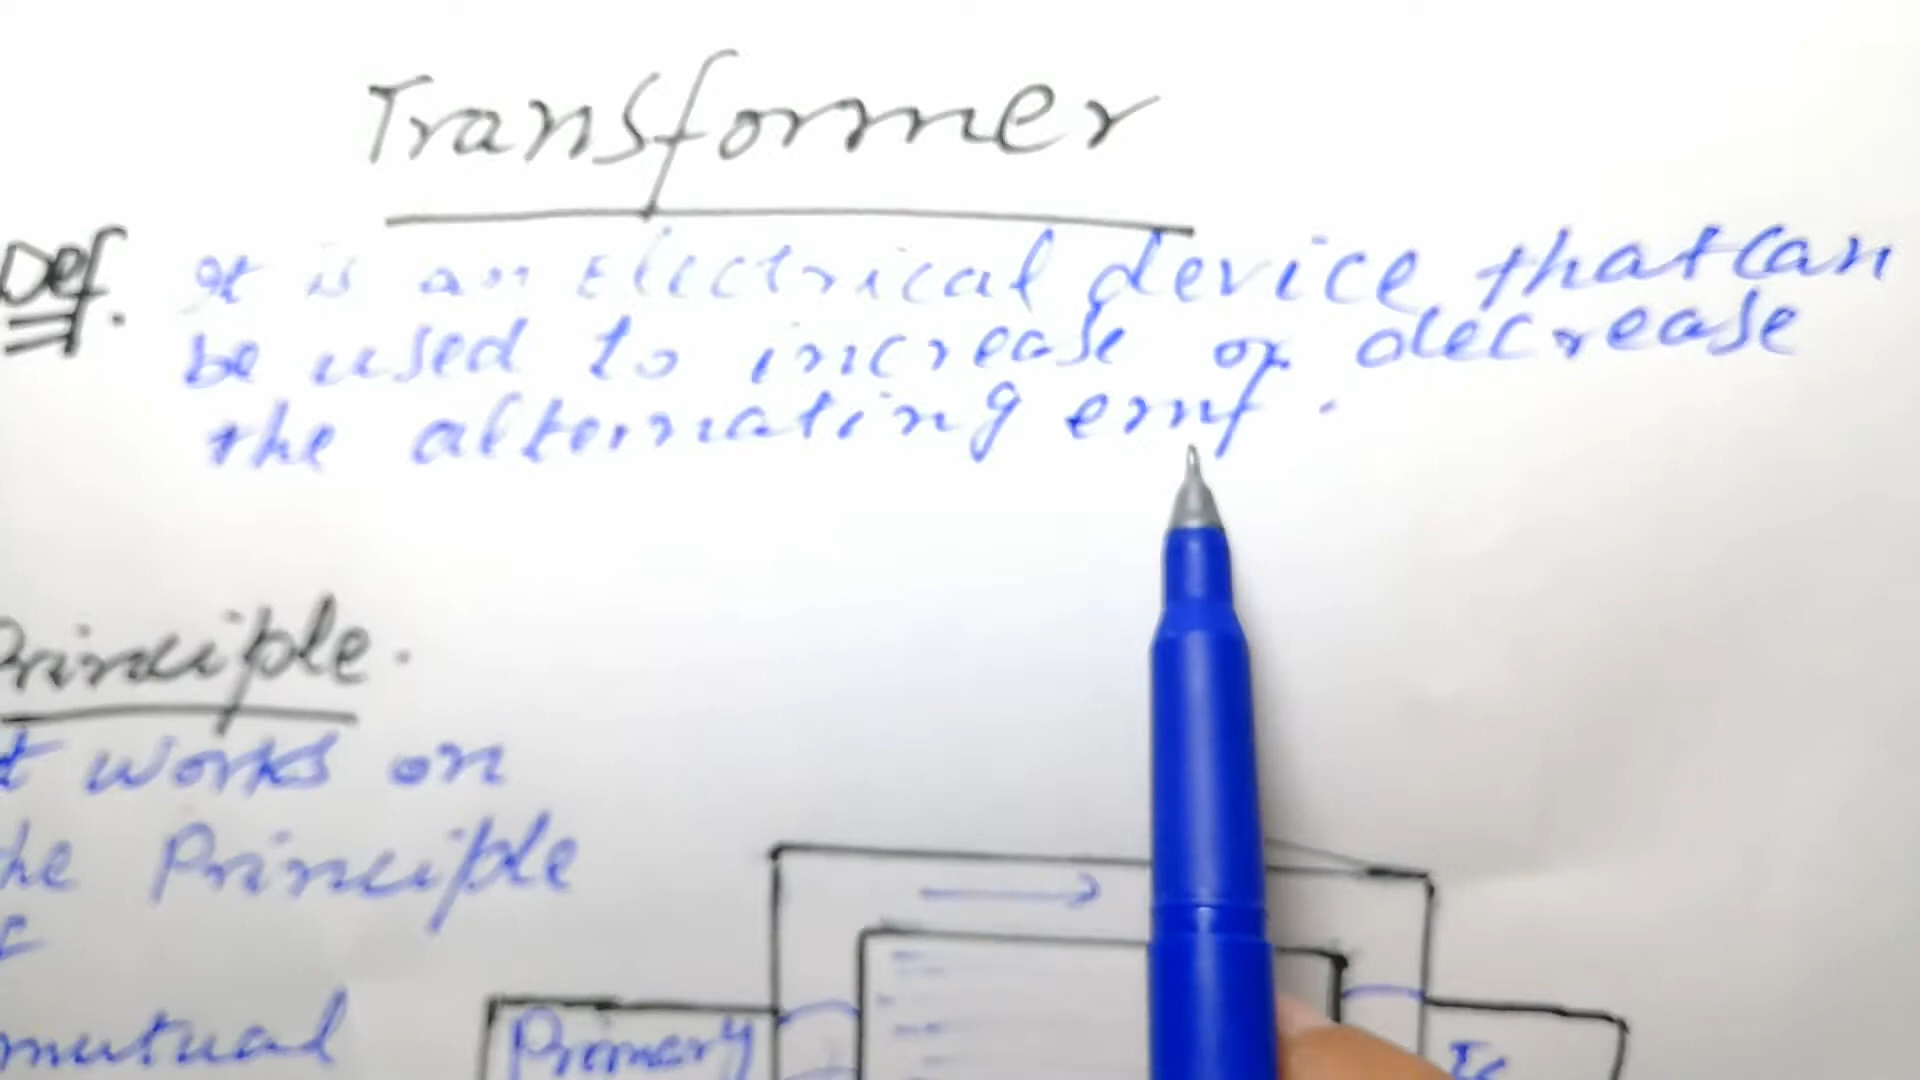 Transformer
Def. It is an Electrical device that can
be used to increase or decrease
the alternating emf.
Principle.
t works on
he Principle
mutual
Primary